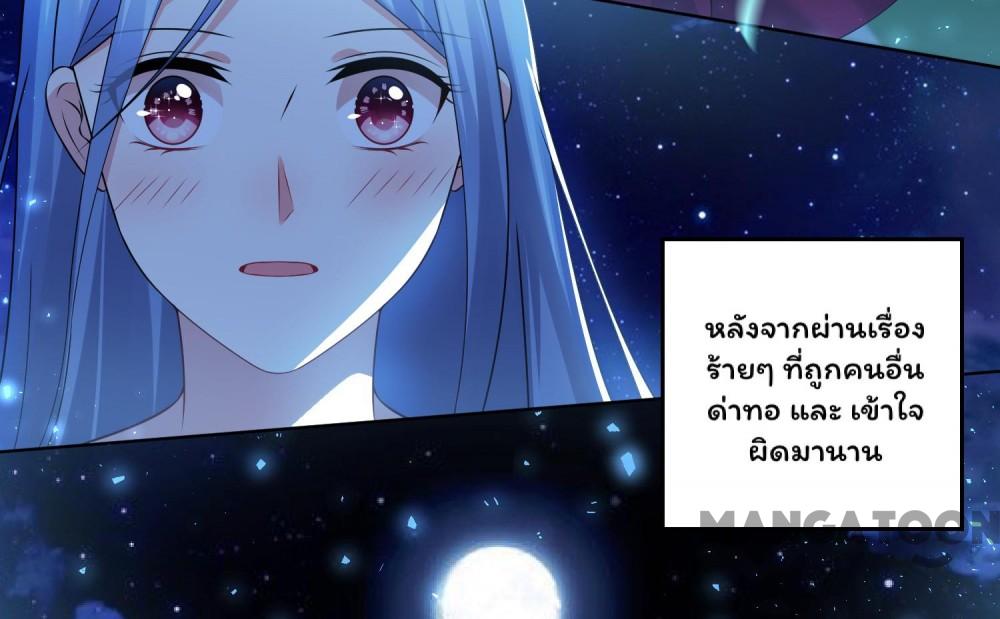 หลังจากผ่านเรื่อง
ร้ายๆ ที่ถูกคนอื่น
ด่าทอ และ เข้าใจ
ผิดมานาน
MANGATOON